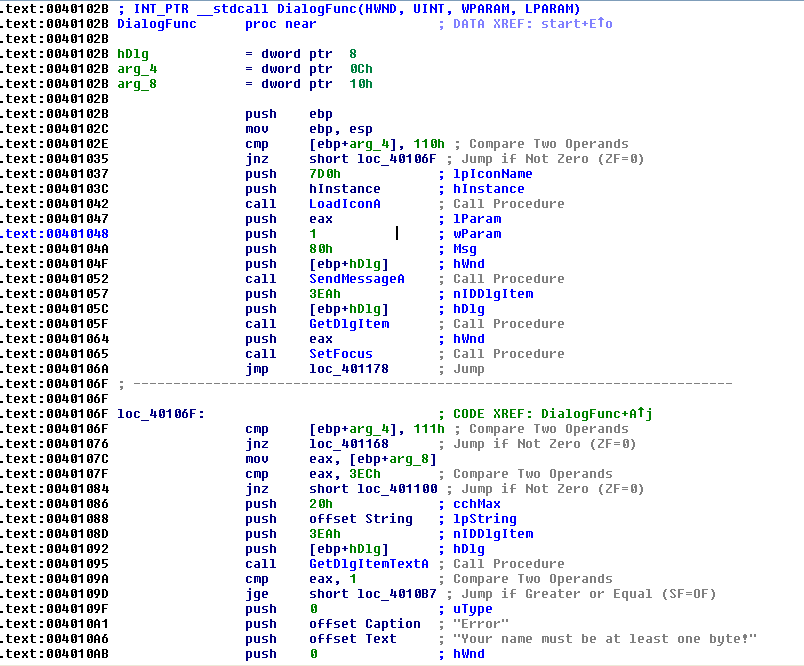 .text:0040102B ; INT_PTR __stdcall DialogFunc(HWND, UINT, WPARAM, LPARAM)
.text:0040102B DialogFunc proc near ; DATA XREF: start+E↑o
.text:0040102B
.text:0040102B hDlg = dword ptr 8
.text:0040102B arg_4 = dword ptr 0Ch
.text:0040102B arg_8 = dword ptr 10h
.text:0040102B
.text:0040102B push ebp
.text:0040102C mov ebp, esp
.text:0040102E cmp [ebp+arg_4], 110h ; Compare Two Operands
.text:00401035 jnz short loc_40106F ; Jump if Not Zero (ZF=0)
.text:00401037 push 7D0h ; lpIconName
.text:0040103C push hInstance ; hInstance
.text:00401042 call LoadIconA ; Call Procedure
.text:00401047 push eax ; lParam
.text:00401048 push 1 ; wParam
.text:0040104A push 80h ; Msg
.text:0040104F push [ebp+hDlg] ; hWnd
.text:00401052 call SendMessageA ; Call Procedure
.text:00401057 push 3EAh ; nIDDlgItem
.text:0040105C push [ebp+hDlg] ; hDlg
.text:0040105F call GetDlgItem ; Call Procedure
.text:00401064 push eax ; hWnd
.text:00401065 call SetFocus ; Call Procedure
.text:0040106A jmp loc_401178 ; Jump
.text:0040106F ; ---------------------------------------------------------------------------
.text:0040106F
.text:0040106F loc_40106F: ; CODE XREF: DialogFunc+A↑j
.text:0040106F cmp [ebp+arg_4], 111h ; Compare Two Operands
.text:00401076 jnz loc_401168 ; Jump if Not Zero (ZF=0)
.text:0040107C mov eax, [ebp+arg_8]
.text:0040107F cmp eax, 3ECh ; Compare Two Operands
.text:00401084 jnz short loc_401100 ; Jump if Not Zero (ZF=0)
.text:00401086 push 20h ; cchMax
.text:00401088 push offset String ; lpString
.text:0040108D push 3EAh ; nIDDlgItem
.text:00401092 push [ebp+hDlg] ; hDlg
.text:00401095 call GetDlgItemTextA ; Call Procedure
.text:0040109A cmp eax, 1 ; Compare Two Operands
.text:0040109D jge short loc_4010B7 ; Jump if Greater or Equal (SF=OF)
.text:0040109F push 0 ; uType
.text:004010A1 push offset Caption ; "Error"
.text:004010A6 push offset Text ; "Your name must be at least one byte!"
.text:004010AB push 0 ; hWnd